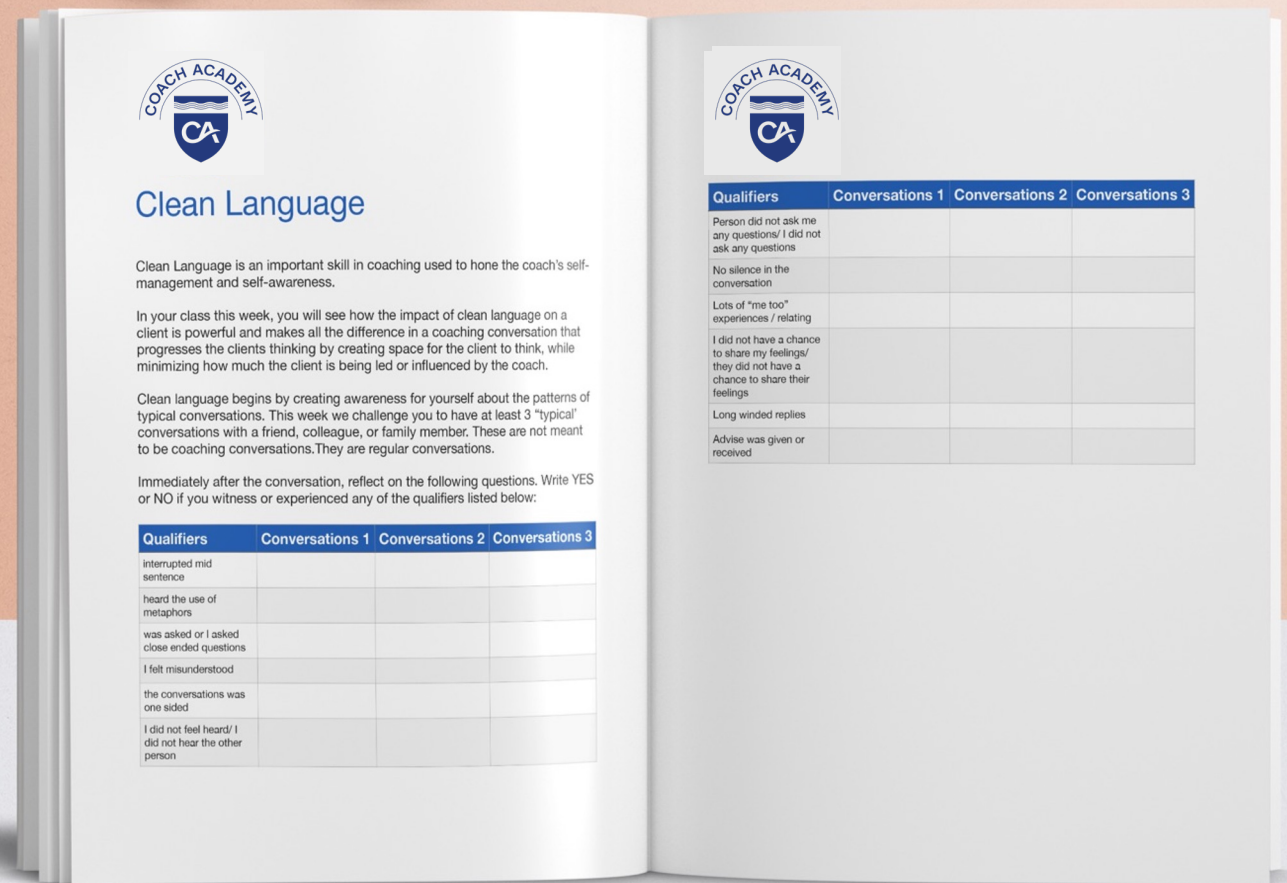 COACH ACADEMY
CA
Clean Language
Clean Language is an important skill in coaching used to hone the coach's self-
management and self-awareness.
In your class this week, you will see how the impact of clean language on a
client is powerful and makes all the difference in a coaching conversation that
progresses the clients thinking by creating space for the client to think, while
minimizing how much the client is being led or influenced by the coach.
Clean language begins by creating awareness for yourself about the patterns of
typical conversations. This week we challenge you to have at least 3 “typical’
conversations with a friend, colleague, or family member. These are not meant
to be coaching conversations.They are regular conversations.
Immediately after the conversation, reflect on the following questions. Write YES
or NO if you witness or experienced any of the qualifiers listed below:
Qualifiers Conversations 1 Conversations 2 Conversations 3
interrupted mid
sentence
heard the use of
metaphors
was asked or I asked
close ended questions
I felt misunderstood
the conversations was
one sided
I did not feel heard/ I
did not hear the other
person
COACH ACADEMY
CA
Qualifiers Conversations 1 Conversations 2 Conversations 3
Person did not ask me
any questions/ I did not
ask any questions
No silence in the
conversation
Lots of “me too”
experiences / relating
I did not have a chance
to share my feelings/
they did not have a
chance to share their
feelings
Long winded replies
Advise was given or
received